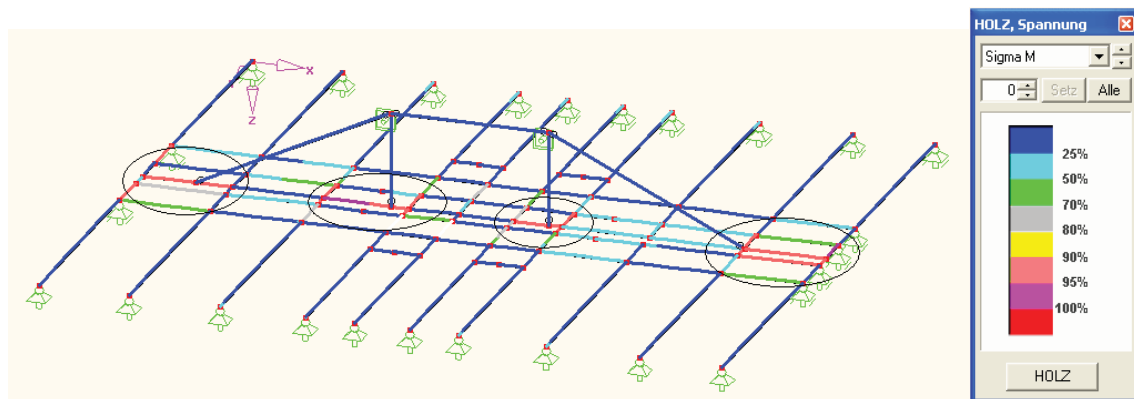 HOLZ, Spannung
Sigma M
0 Setz Alle
x
z
25%
50%
70%
80%
90%
95%
100%
HOLZ